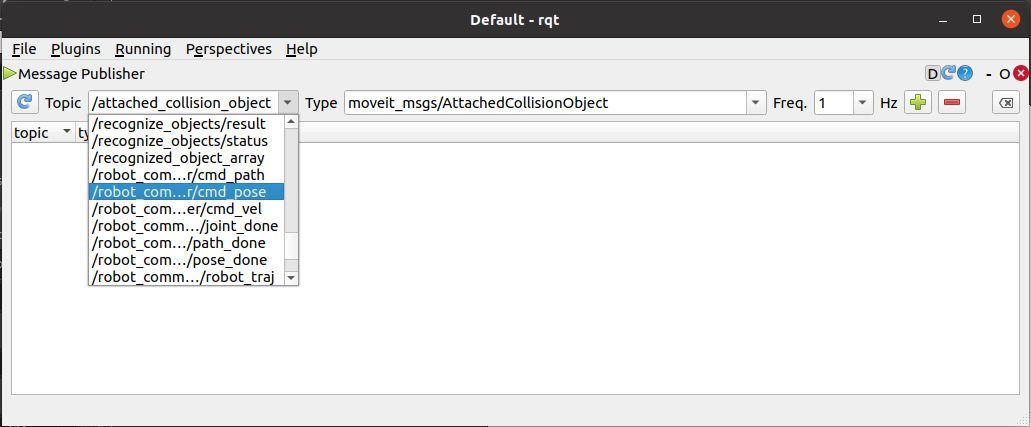 Default - rqt
File Plugins Running Perspectives Help
Message Publisher D ? - O
Topic /attached_collision_object Type moveit_msgs/AttachedCollisionObject Freq. 1 Hz
topic ty
/recognize_objects/result
/recognize_objects/status
/recognized_object_array
/robot_com…r/cmd_path
/robot_com…r/cmd_pose
/robot_com…er/cmd_vel
/robot_comm…/joint_done
/robot_com…/path_done
/robot_com…/pose_done
/robot_comm…/robot_traj